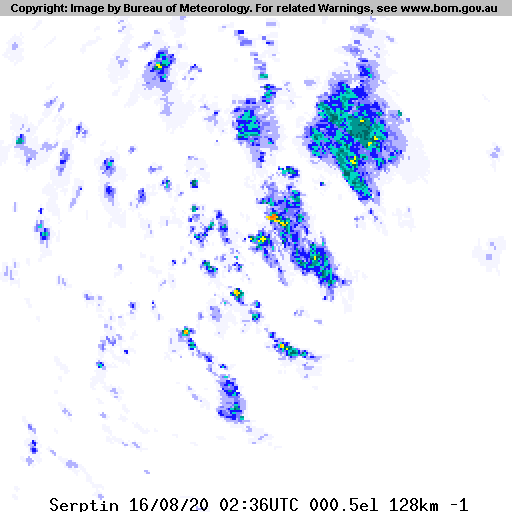 Copyright: Image by Bureau of Meteorology. For related Warnings, see www.bom.gov.au
Serptin 16/08/20 02:36UTC 000.5el 128km -1